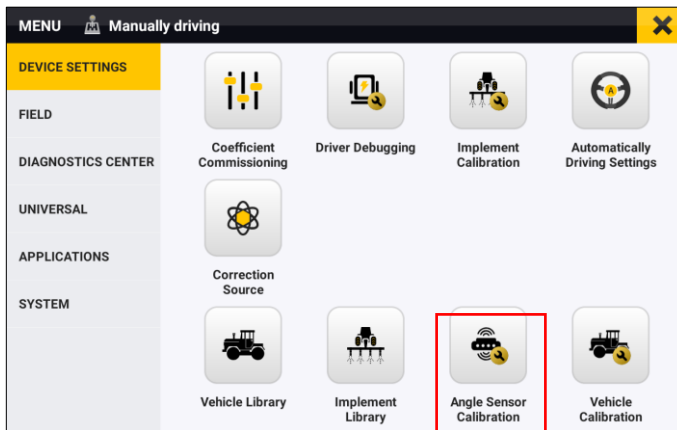 MENU Manually driving
DEVICE SETTINGS
FIELD
DIAGNOSTICS CENTER
UNIVERSAL
APPLICATIONS
SYSTEM
Coefficient
Commissioning
Driver Debugging
Implement
Calibration
Automatically
Driving Settings
A
Correction
Source
Vehicle Library
Implement
Library
Angle Sensor
Calibration
Vehicle
Calibration